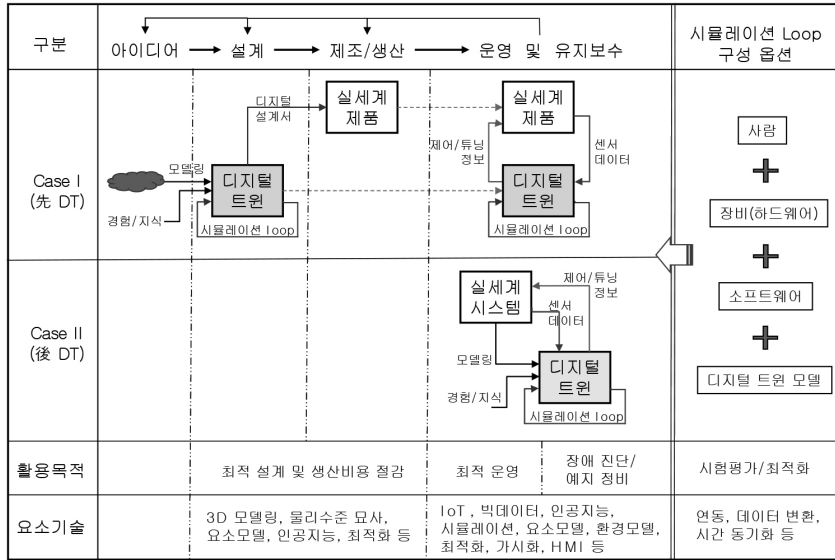 구분
아이디어 설계 제조/생산 운영 및 유지보수
시뮬레이션 Loop
구성 옵션
Case I
(先 DT)
모델링
경험/지식
디지털
설계서
디지털
트윈
시뮬레이션 loop
실세계
제품
실세계
제품
제어/튜닝
정보
센서
데이터
디지털
트윈
시뮬레이션 loop
사람
장비(하드웨어)
소프트웨어
디지털 트윈 모델
Case II
(後 DT)
실세계
시스템
제어/튜닝
정보
센서
데이터
모델링
경험/지식
디지털
트윈
시뮬레이션 loop
활용목적
최적 설계 및 생산비용 절감
최적 운영
장애 진단/
예지 정비
시험평가/최적화
요소기술
3D 모델링, 물리수준 묘사,
요소모델, 인공지능, 최적화 등
IoT, 빅데이터, 인공지능,
시뮬레이션, 요소모델, 환경모델,
최적화, 가시화, HMI 등
연동, 데이터 변환,
시간 동기화 등